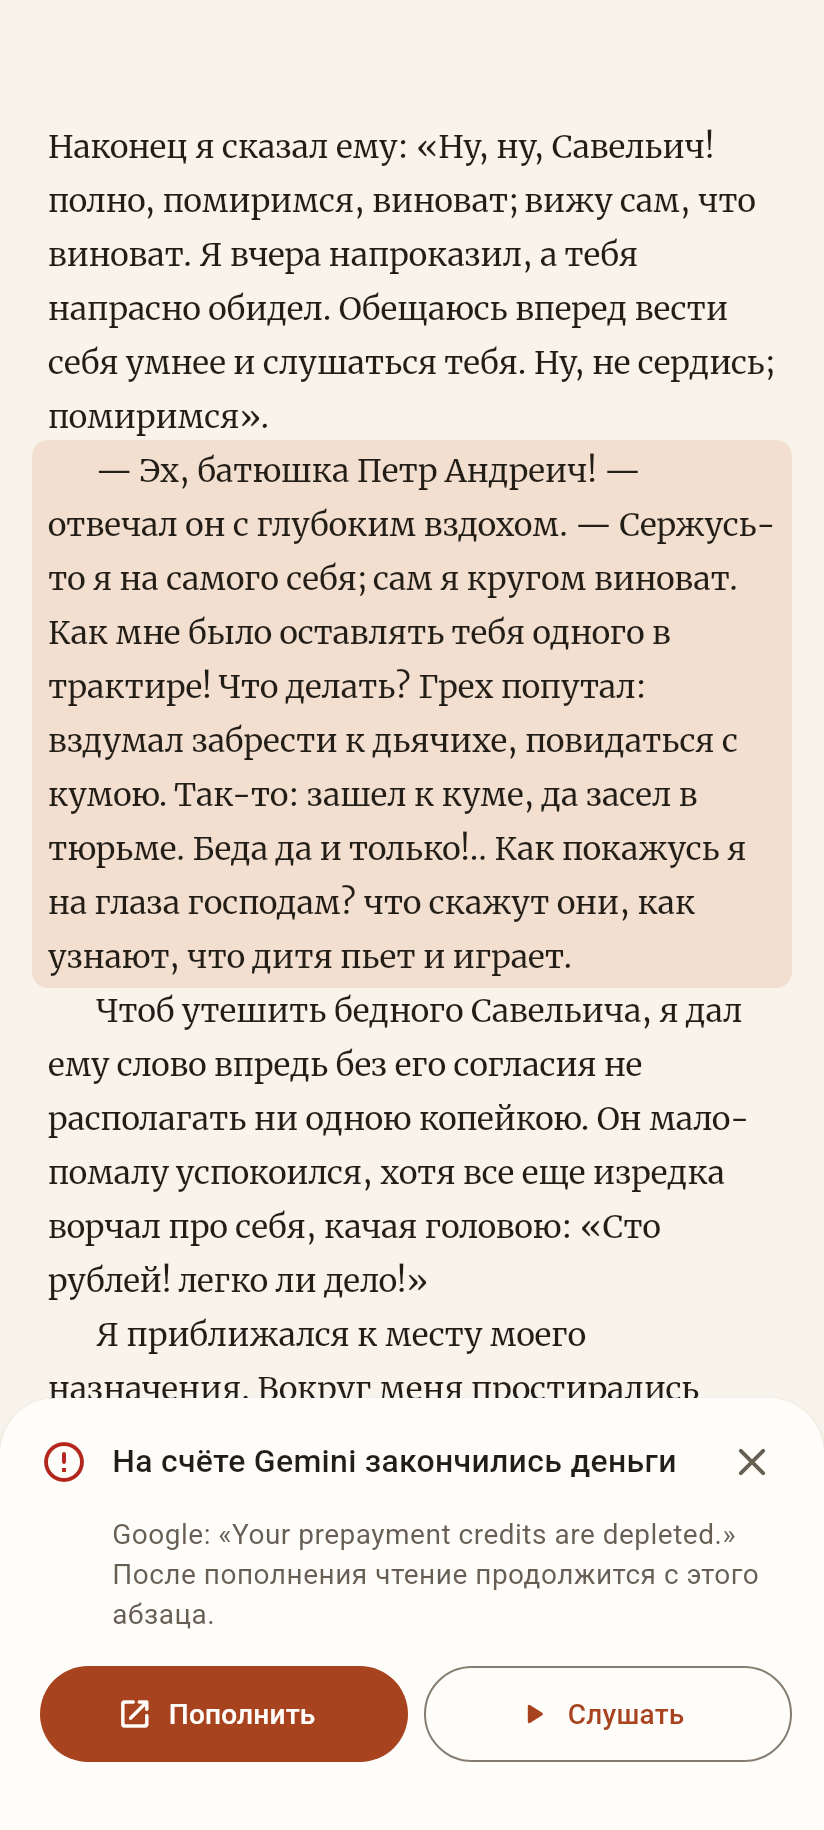 Наконец я сказал ему: «Ну, ну, Савельич!
полно, помиримся, виноват; вижу сам, что
виноват. Я вчера напроказил, а тебя
напрасно обидел. Обещаюсь вперед вести
себя умнее и слушаться тебя. Ну, не сердись;
помиримся».
— Эх, батюшка Петр Андреич! —
отвечал он с глубоким вздохом. — Сержусь-
то я на самого себя; сам я кругом виноват.
Как мне было оставлять тебя одного в
трактире! Что делать? Грех попутал:
вздумал забрести к дьячихе, повидаться с
кумою. Так-то: зашел к куме, да засел в
тюрьме. Беда да и только!.. Как покажусь я
на глаза господам? что скажут они, как
узнают, что дитя пьет и играет.
Чтоб утешить бедного Савельича, я дал
ему слово впредь без его согласия не
располагать ни одною копейкою. Он мало-
помалу успокоился, хотя все еще изредка
ворчал про себя, качая головою: «Сто
рублей! легко ли дело!»
Я приближался к месту моего
назначения. Вокруг меня простирались
На счёте Gemini закончились деньги
Google: «Your prepayment credits are depleted.»
После пополнения чтение продолжится с этого
абзаца.
Пополнить
Слушать